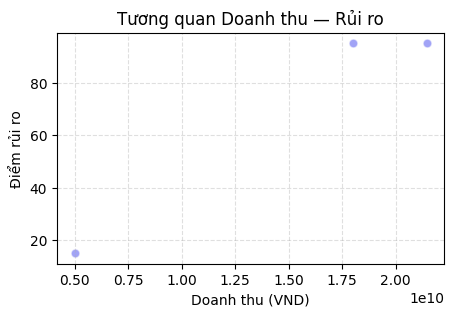 Tương quan Doanh thu — Rủi ro
Điểm rủi ro
80
60
40
20
0.50 0.75 1.00 1.25 1.50 1.75 2.00
1e10
Doanh thu (VND)